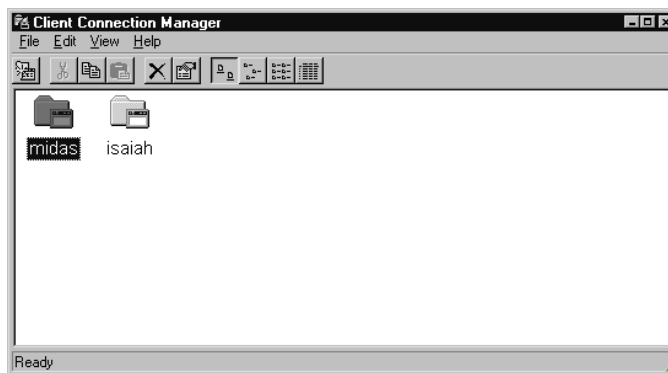 Client Connection Manager
File Edit View Help
midas isaiah
Ready